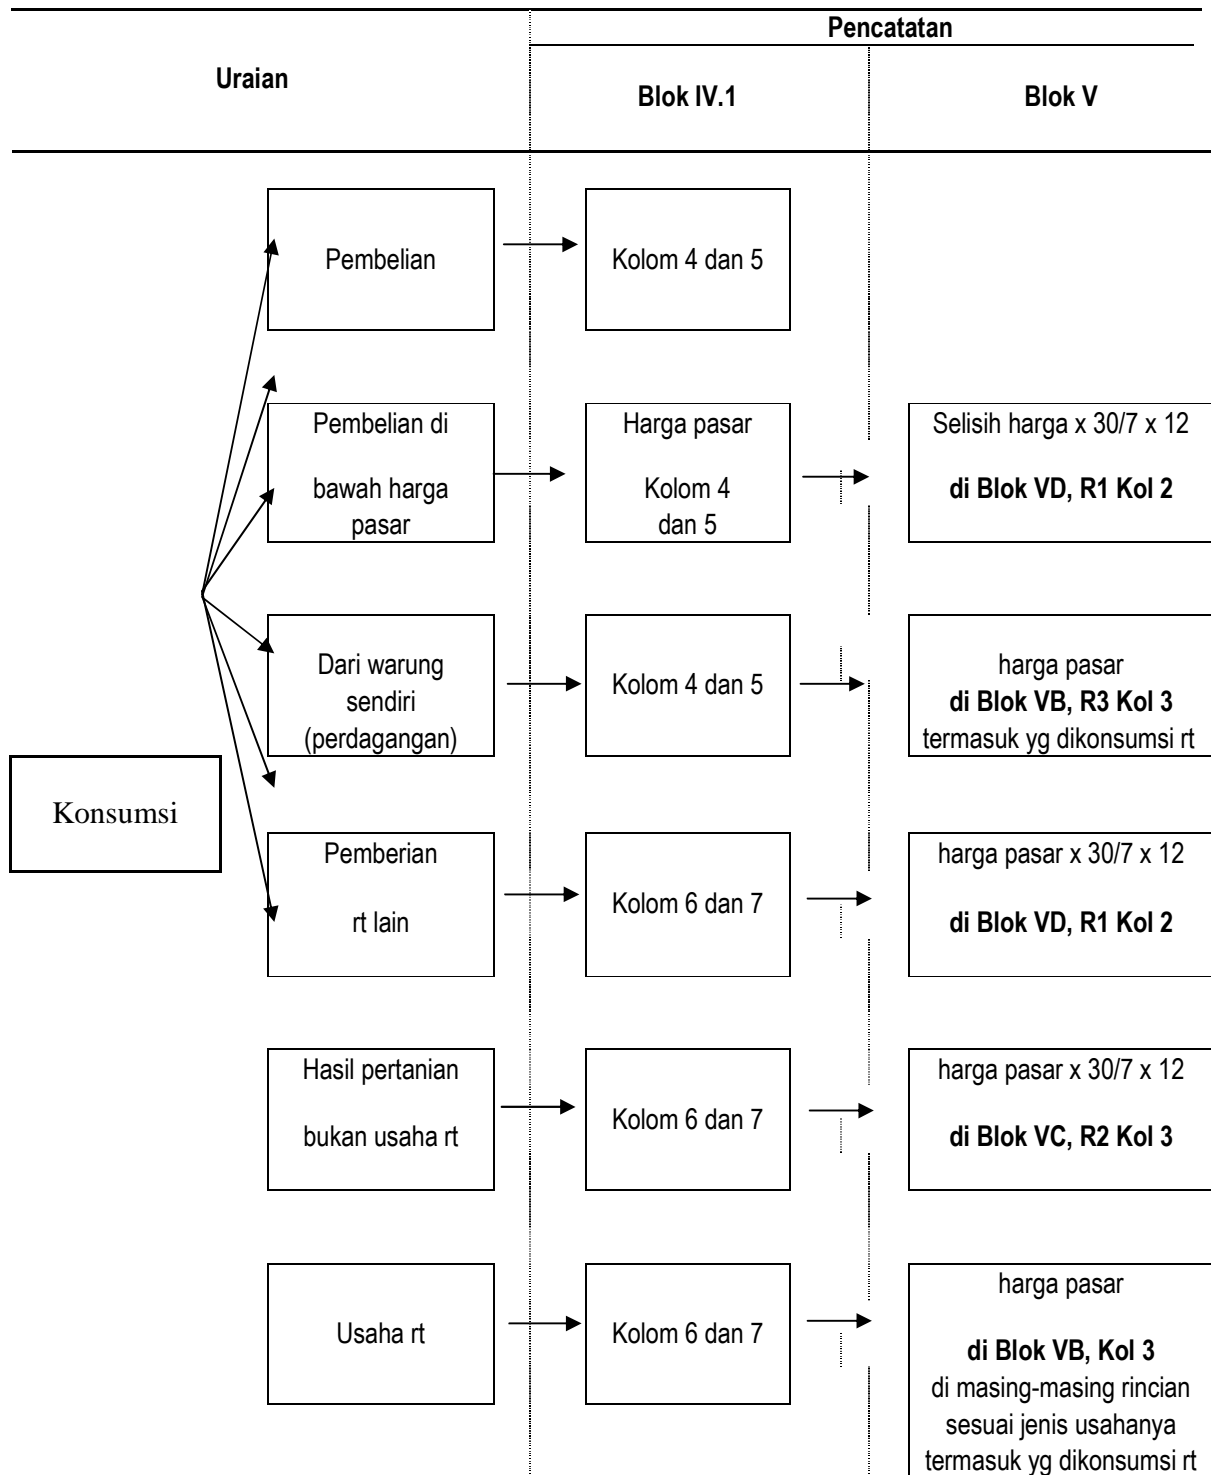 Pencatatan
Uraian
Blok IV.1
Blok V
Pembelian
Kolom 4 dan 5
Pembelian di
bawah harga
pasar
Harga pasar
Kolom 4
dan 5
Selisih harga x 30/7 x 12
di Blok VD, R1 Kol 2
Dari warung
sendiri
(perdagangan)
Kolom 4 dan 5
harga pasar
di Blok VB, R3 Kol 3
termasuk yg dikonsumsi rt
Konsumsi
Pemberian
rt lain
Kolom 6 dan 7
harga pasar x 30/7 x 12
di Blok VD, R1 Kol 2
Hasil pertanian
bukan usaha rt
Kolom 6 dan 7
harga pasar x 30/7 x 12
di Blok VC, R2 Kol 3
Usaha rt
Kolom 6 dan 7
harga pasar
di Blok VB, Kol 3
di masing-masing rincian
sesuai jenis usahanya
termasuk yg dikonsumsi rt